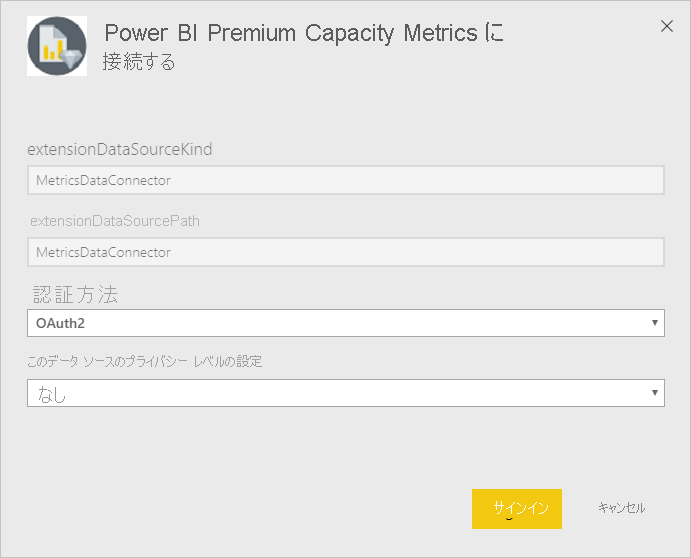 Power BI Premium Capacity Metrics に
接続する
extensionDataSourceKind
MetricsDataConnector
extensionDataSourcePath
MetricsDataConnector
認証方法
OAuth2
このデータ ソースのプライバシー レベルの設定
なし
サインイン
キャンセル